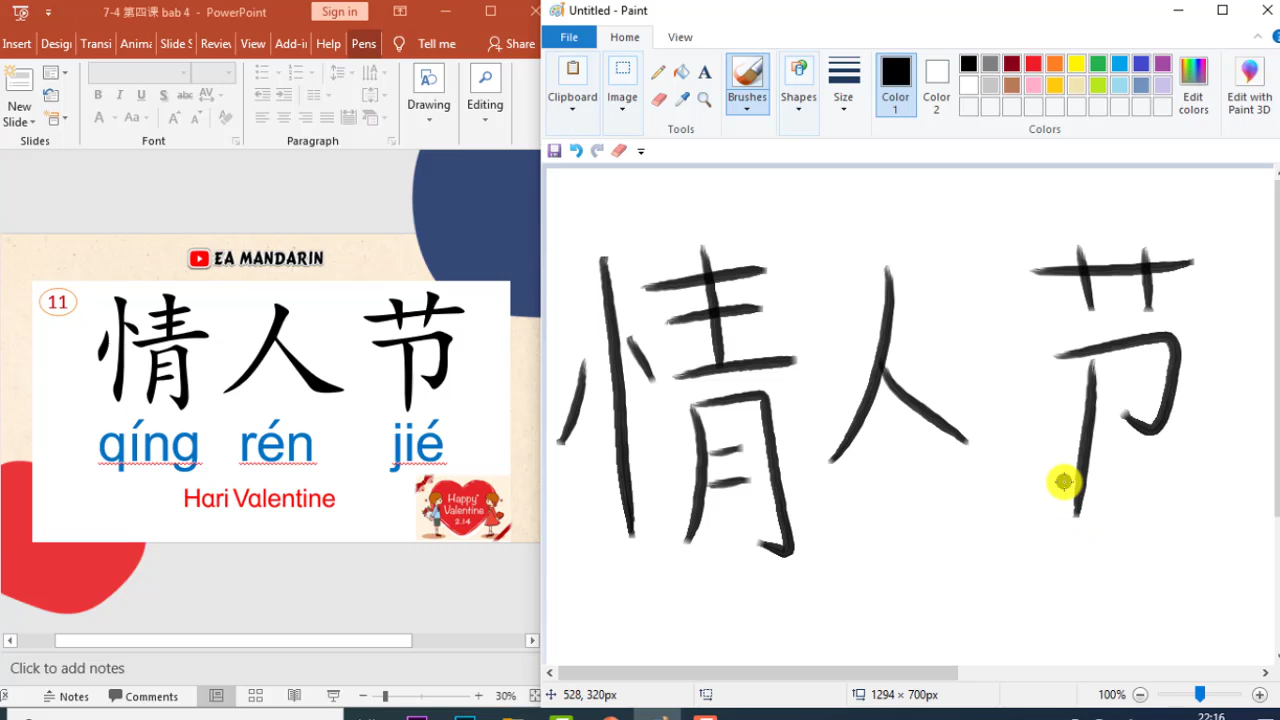 7-4 第四课 bab 4 - PowerPoint
Sign in
Insert Design Transi Anima Slide S Review View Add-i Help Pens Tell me Share
New Slide
Slides
Font
Paragraph
Drawing
Editing
EA MANDARIN
11
情人节
qíng rén jié
Hari Valentine
Happy Valentine 2.14
Click to add notes
Notes Comments 30%
Untitled - Paint
File Home View
Clipboard
Image
Tools
Brushes
Shapes
Size
Color 1
Color 2
Edit colors
Edit with Paint 3D
Colors
情人节
528, 320px
1294 × 700px
100%
22:16